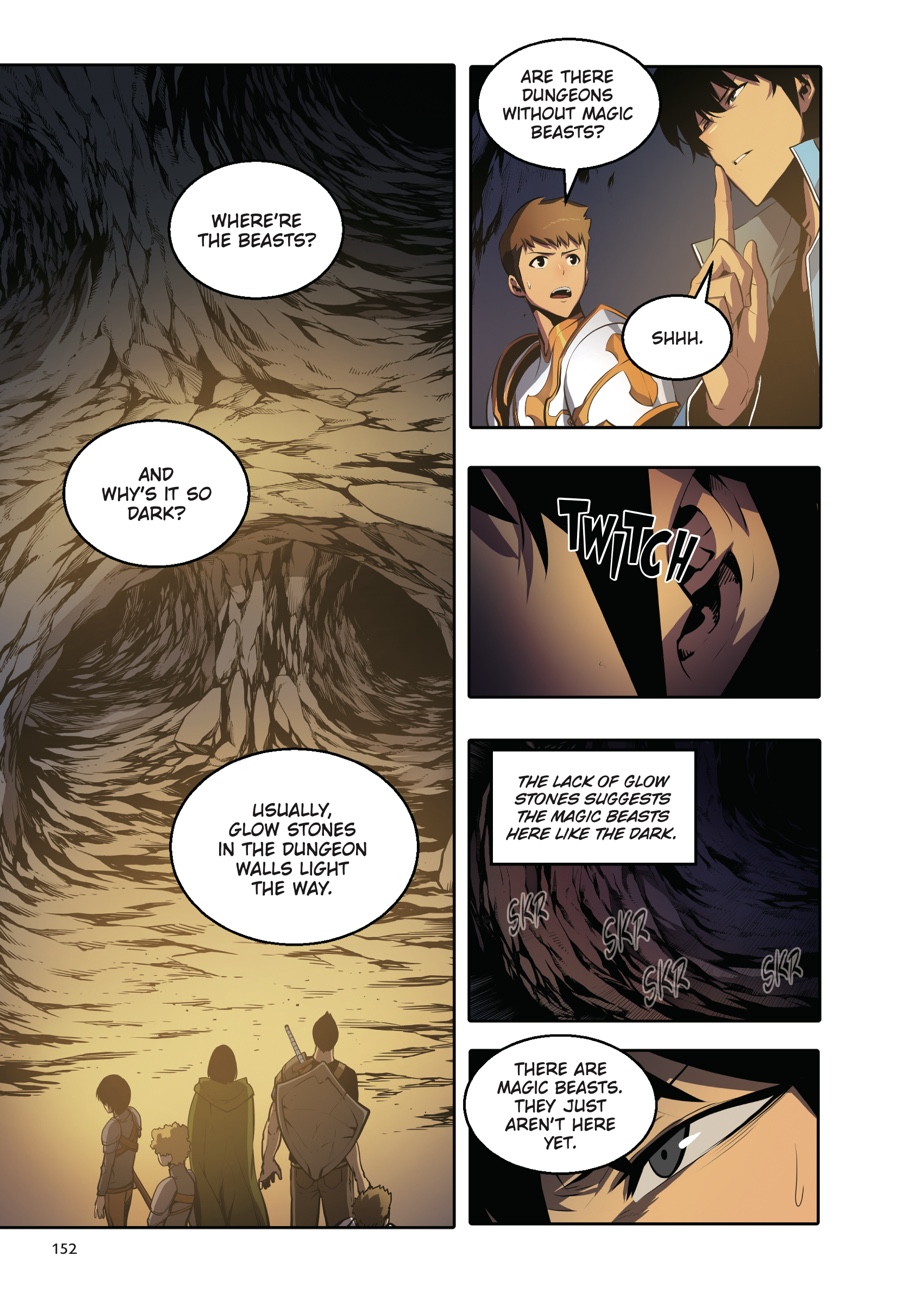 WHERE'RE
THE BEASTS?
AND
WHY'S IT SO
DARK?
USUALLY,
GLOW STONES
IN THE DUNGEON
WALLS LIGHT
THE WAY.
ARE THERE
DUNGEONS
WITHOUT MAGIC
BEASTS?
SHHH.
TWITCH
THE LACK OF GLOW
STONES SUGGESTS
THE MAGIC BEASTS
HERE LIKE THE DARK.
SKR
SKR
SKR
SKR
THERE ARE
MAGIC BEASTS.
THEY JUST
AREN'T HERE
YET.
152